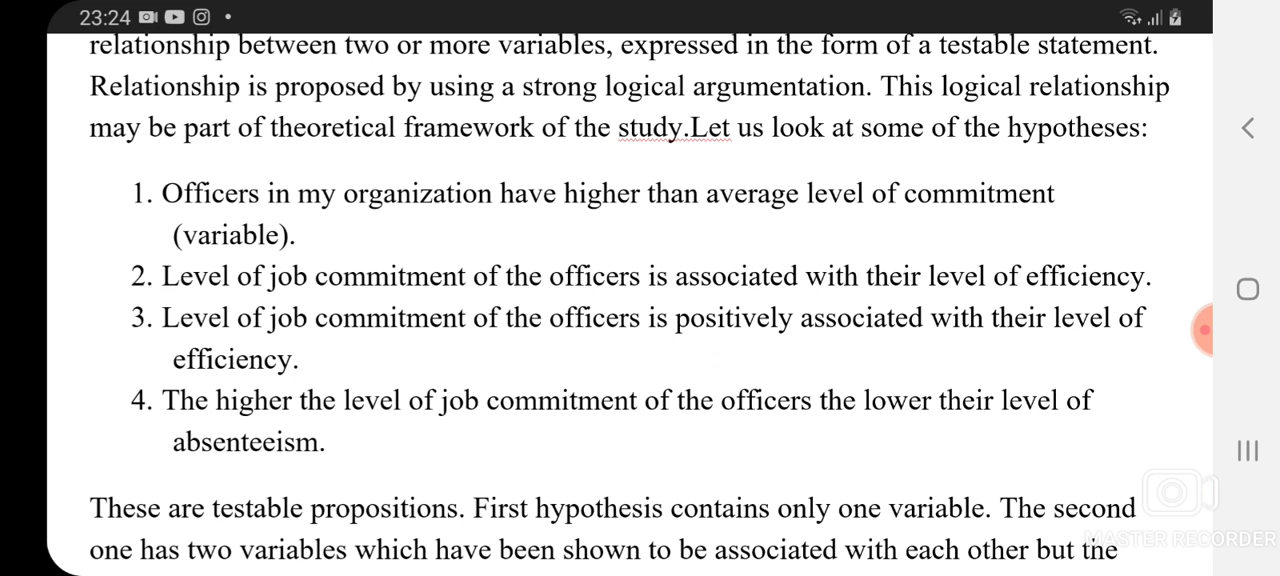 23:24
relationship between two or more variables, expressed in the form of a testable statement.
Relationship is proposed by using a strong logical argumentation. This logical relationship
may be part of theoretical framework of the study.Let us look at some of the hypotheses:
1. Officers in my organization have higher than average level of commitment
(variable).
2. Level of job commitment of the officers is associated with their level of efficiency.
3. Level of job commitment of the officers is positively associated with their level of
efficiency.
4. The higher the level of job commitment of the officers the lower their level of
absenteeism.
These are testable propositions. First hypothesis contains only one variable. The second
one has two variables which have been shown to be associated with each other but the
MASTER RECORDER